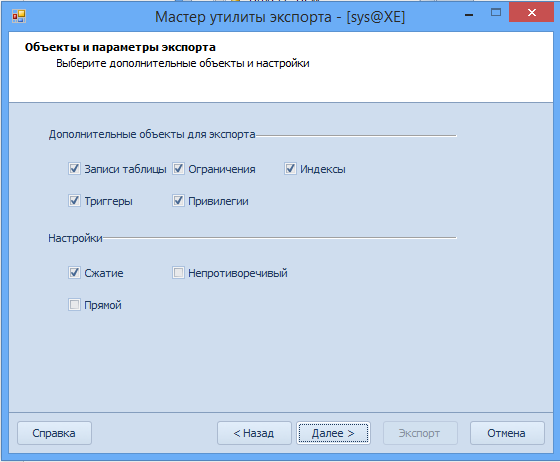 Мастер утилиты экспорта - [sys@XE]
Объекты и параметры экспорта
Выберите дополнительные объекты и настройки
Дополнительные объекты для экспорта
Записи таблицы Ограничения Индексы
Триггеры Привилегии
Настройки
Сжатие Непротиворечивый
Прямой
Справка < Назад Далее > Экспорт Отмена